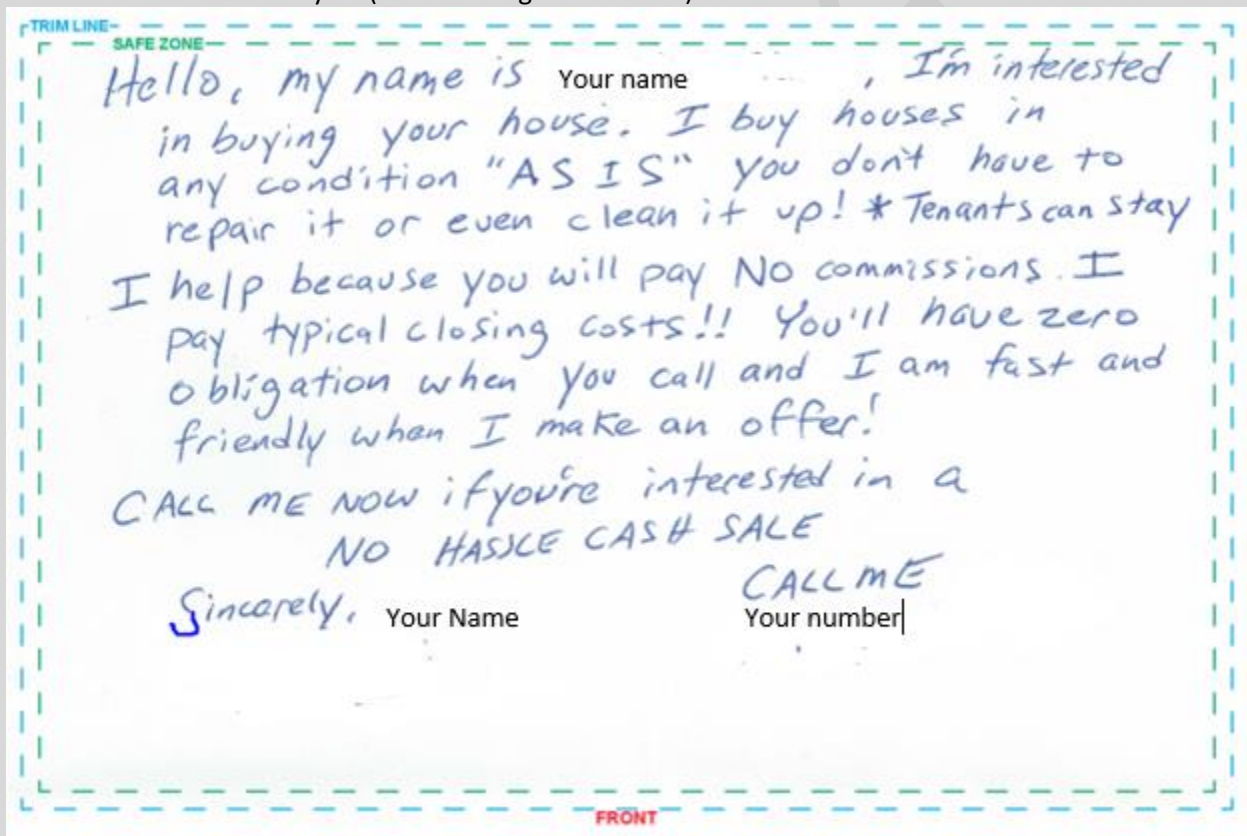 TRIM LINE
SAFE ZONE
Hello, my name is Your name , I'm interested
in buying your house. I buy houses in
any condition "AS IS" you don't have to
repair it or even clean it up! * Tenants can stay
I help because you will pay No commissions. I
pay typical closing costs!! You'll have zero
obligation when you call and I am fast and
friendly when I make an offer!
CALL ME NOW if you're interested in a
NO HASSLE CASH SALE
CALL ME
Sincerely, Your Name Your number
FRONT